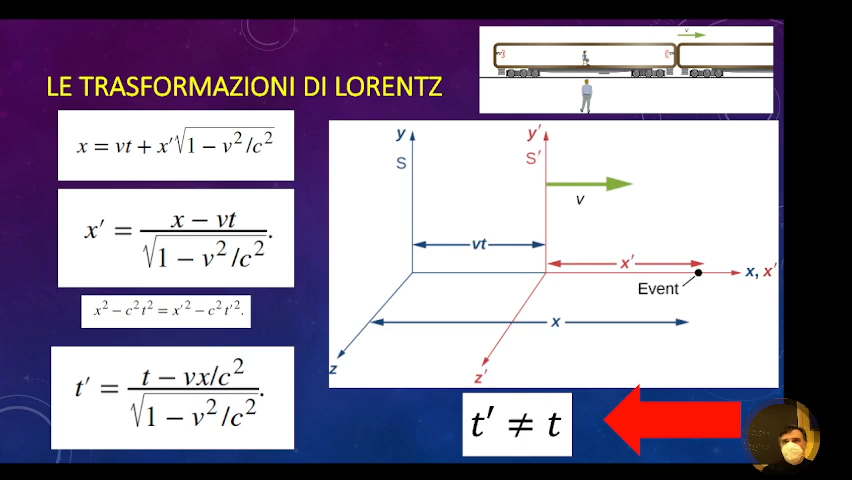 v
LE TRASFORMAZIONI DI LORENTZ
x = vt + x′√1 − v²/c²
x′ = x − vt / √1 − v²/c².
x² − c²t² = x′² − c²t′².
t′ = t − vx/c² / √1 − v²/c².
y
S
y′
S′
v
vt
x′
x, x′
Event
x
z
z′
t′ ≠ t